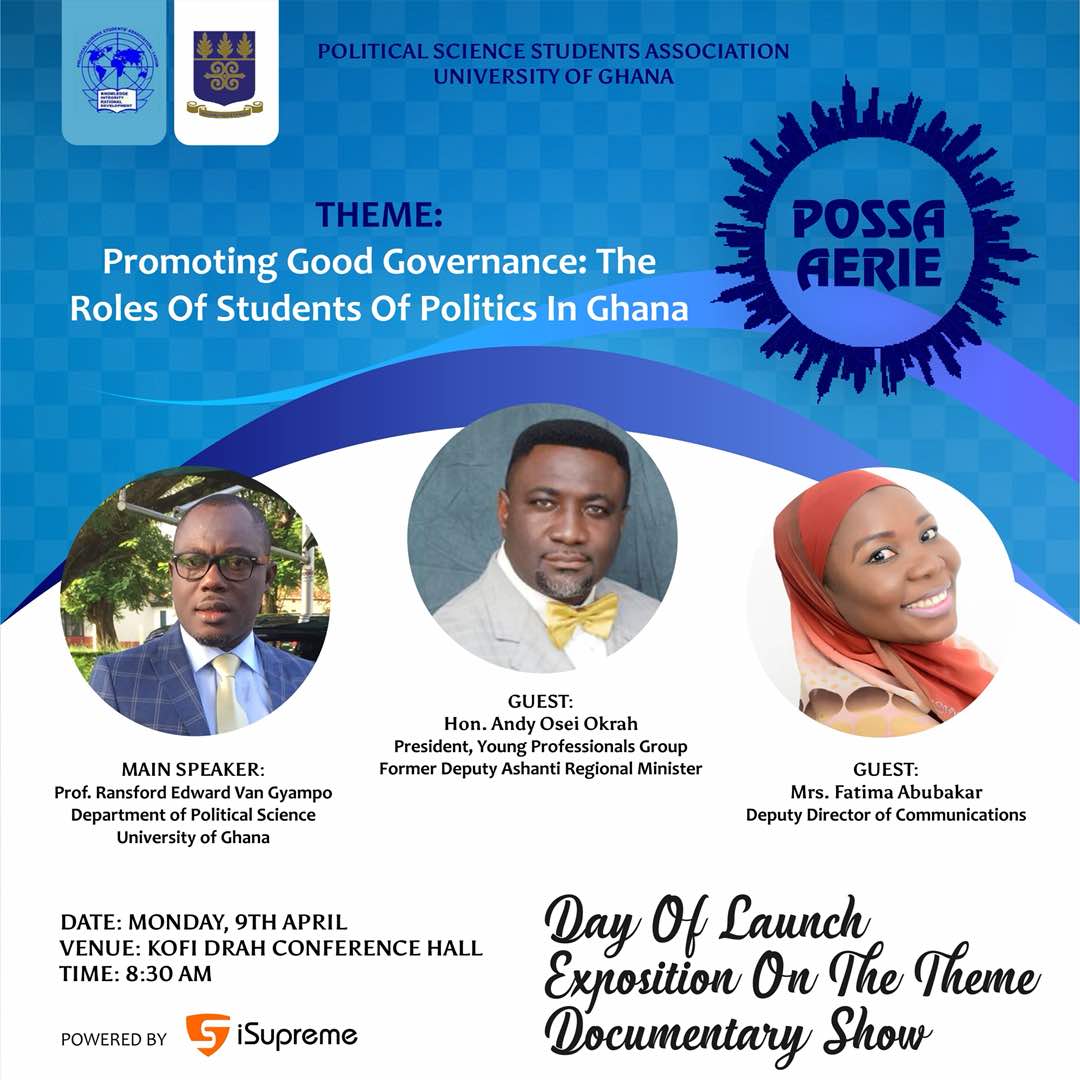 POLITICAL SCIENCE STUDENTS ASSOCIATION
UNIVERSITY OF GHANA
KNOWLEDGE
INTEGRITY
NATIONAL
DEVELOPMENT
POSSA
AERIE
THEME:
Promoting Good Governance: The
Roles Of Students Of Politics In Ghana
MAIN SPEAKER:
Prof. Ransford Edward Van Gyampo
Department of Political Science
University of Ghana
GUEST:
Hon. Andy Osei Okrah
President, Young Professionals Group
Former Deputy Ashanti Regional Minister
GUEST:
Mrs. Fatima Abubakar
Deputy Director of Communications
DATE: MONDAY, 9TH APRIL
VENUE: KOFI DRAH CONFERENCE HALL
TIME: 8:30 AM
POWERED BY iSupreme
Day Of Launch
Exposition On The Theme
Documentary Show